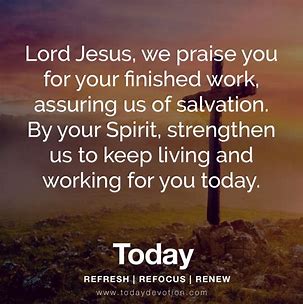 Lord Jesus, we praise you
for your finished work,
assuring us of salvation.
By your Spirit, strengthen
us to keep living and
working for you today.
Today
REFRESH | REFOCUS | RENEW
www.todaydevotion.com